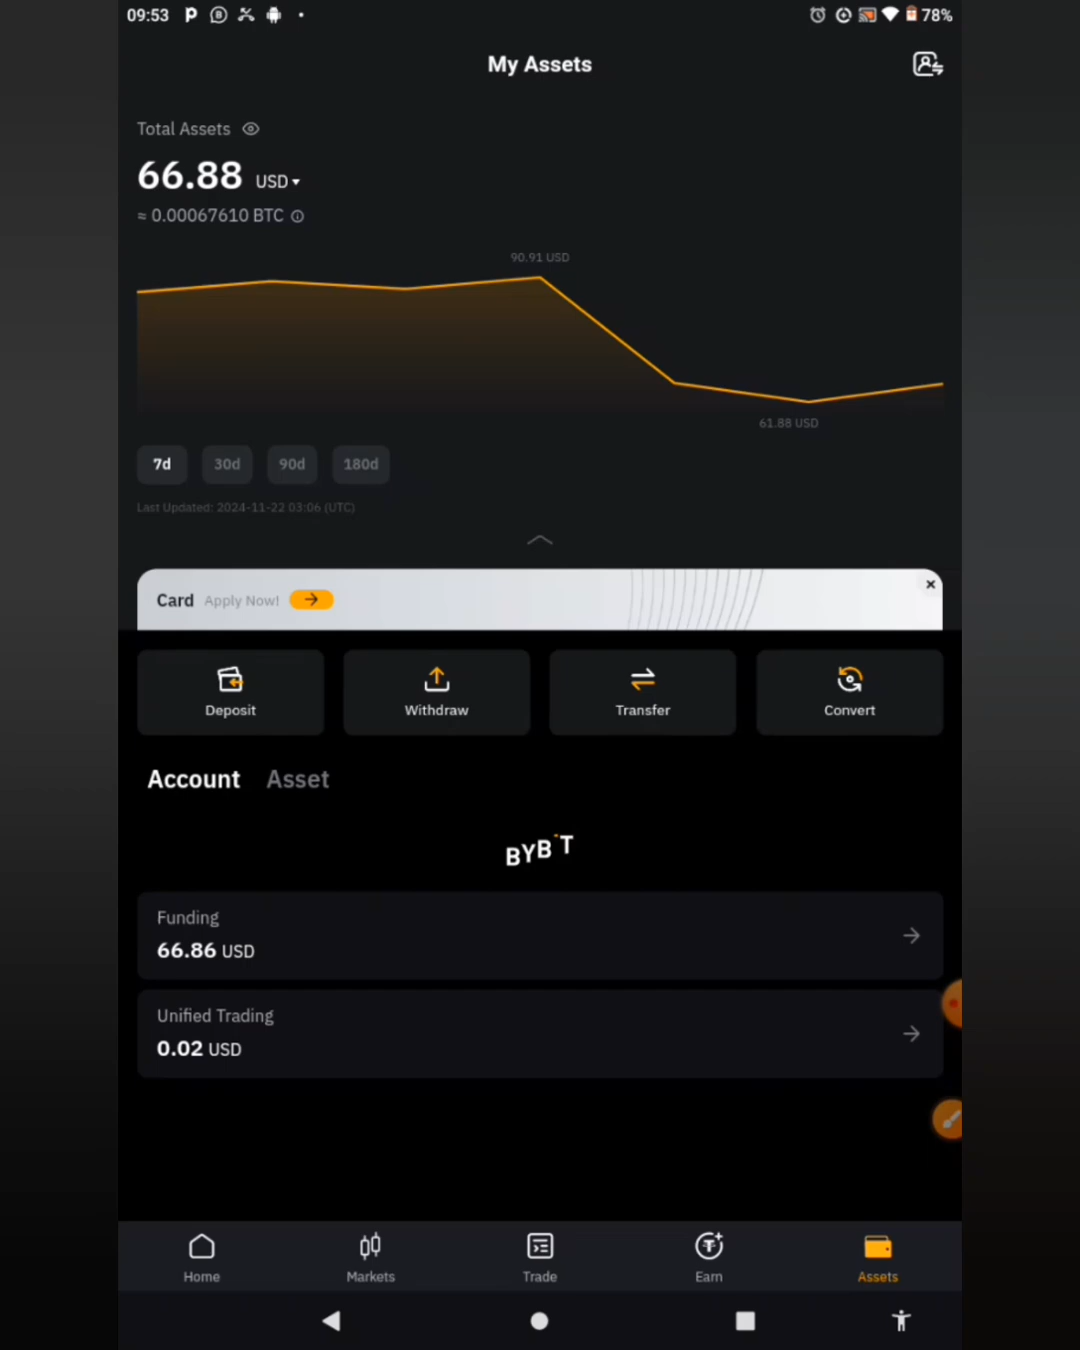 09:53
78%
My Assets
Total Assets
66.88 USD
≈ 0.00067610 BTC
90.91 USD
61.88 USD
7d 30d 90d 180d
Last Updated: 2024-11-22 03:06 (UTC)
Card Apply Now!
Deposit Withdraw Transfer Convert
Account Asset
BYBIT
Funding
66.86 USD
Unified Trading
0.02 USD
Home Markets Trade Earn Assets